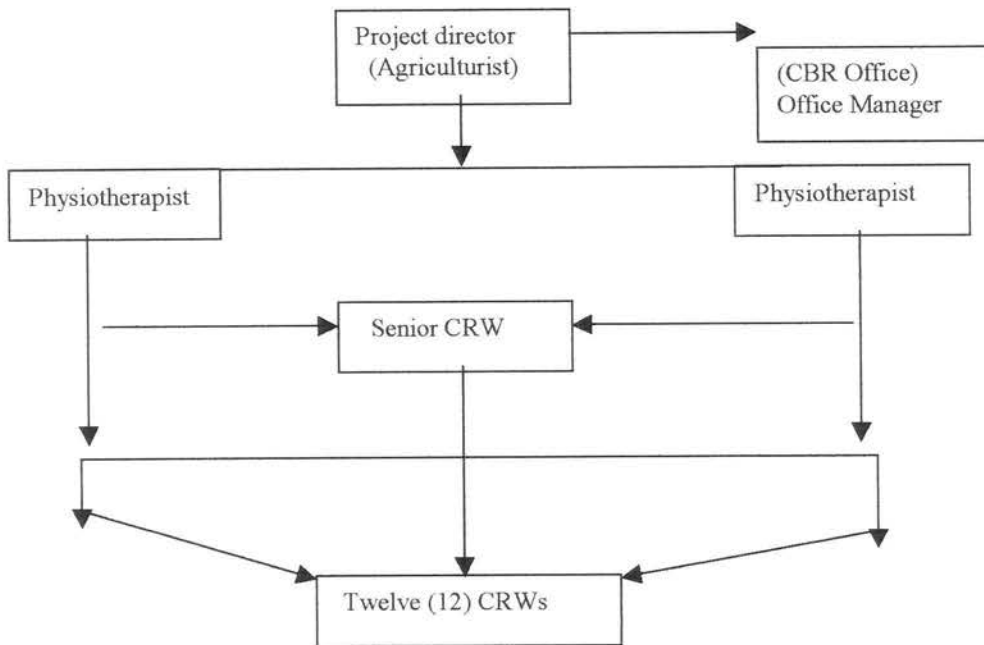 Project director
(Agriculturist)
(CBR Office)
Office Manager
Physiotherapist
Physiotherapist
Senior CRW
Twelve (12) CRWs